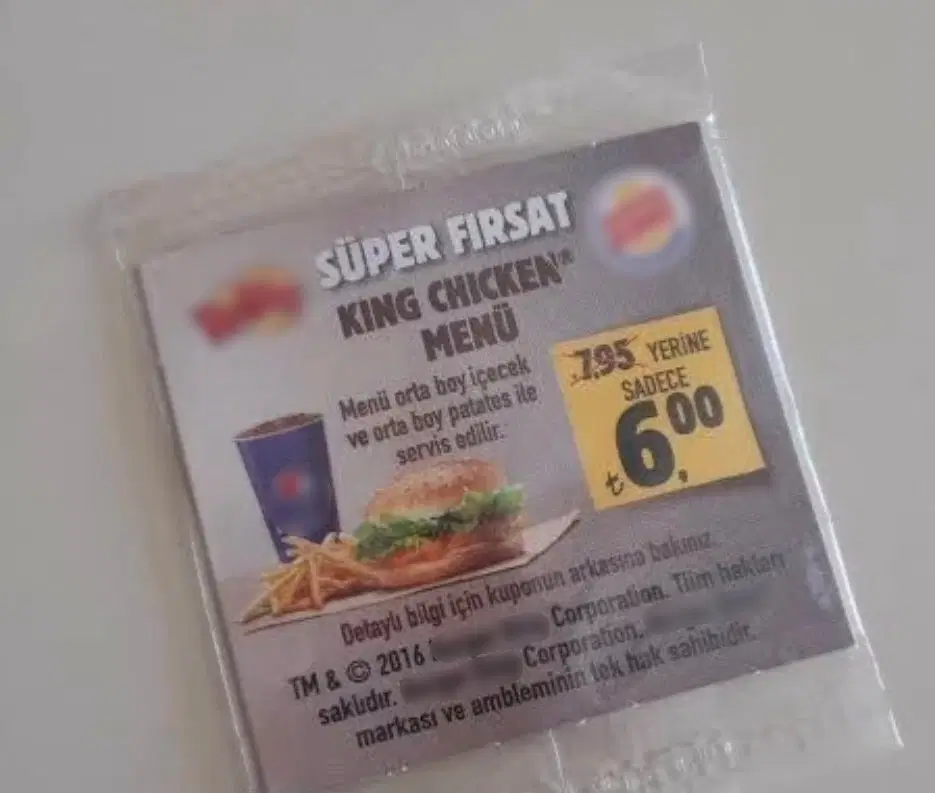 SÜPER FIRSAT
KING CHICKEN®
MENÜ
Menü orta boy içecek
ve orta boy patates ile
servis edilir.
7,95 YERİNE
SADECE
₺6,00
Detaylı bilgi için kuponun arkasına bakınız.
TM & © 2016 Corporation. Tüm hakları
saklıdır. Corporation,
markası ve ambleminin tek hak sahibidir.